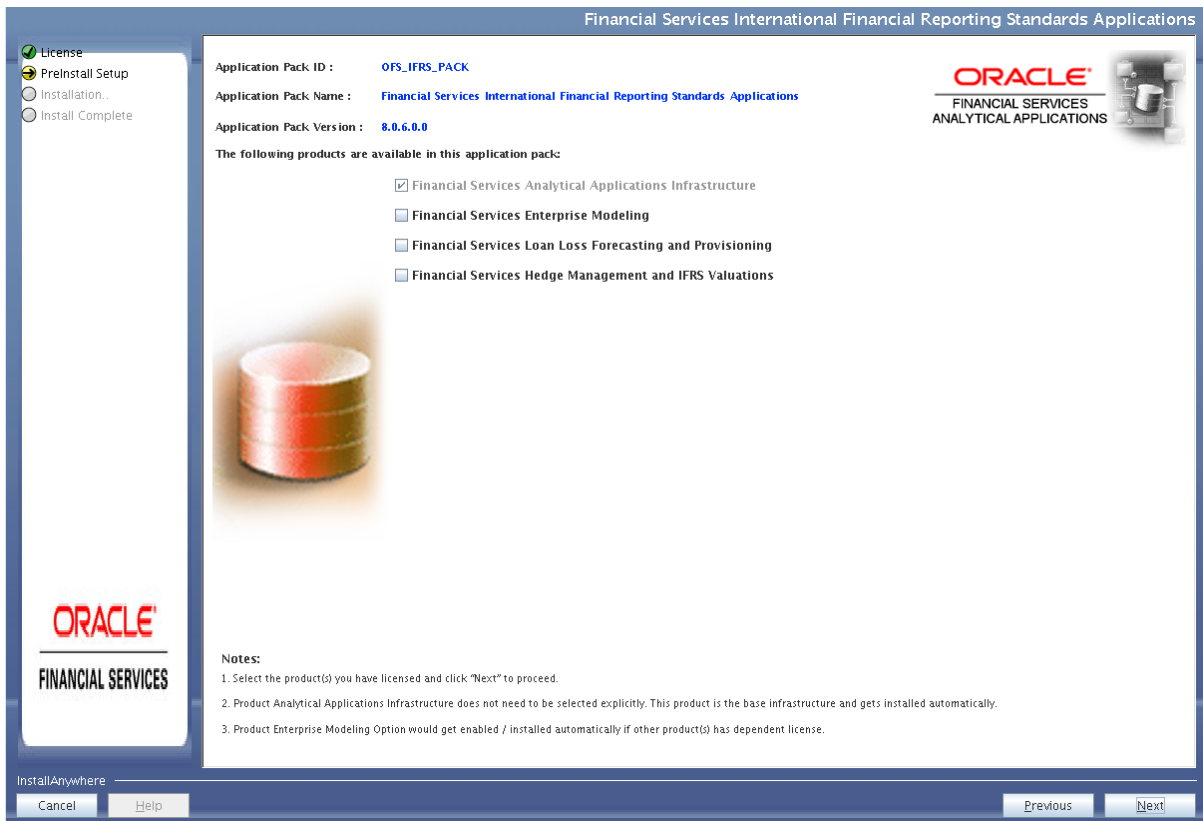 Financial Services International Financial Reporting Standards Applications
License
PreInstall Setup
Installation..
Install Complete
ORACLE
FINANCIAL SERVICES
Application Pack ID : OFS_IFRS_PACK
Application Pack Name : Financial Services International Financial Reporting Standards Applications
Application Pack Version : 8.0.6.0.0
The following products are available in this application pack:
ORACLE
FINANCIAL SERVICES
ANALYTICAL APPLICATIONS
Financial Services Analytical Applications Infrastructure
Financial Services Enterprise Modeling
Financial Services Loan Loss Forecasting and Provisioning
Financial Services Hedge Management and IFRS Valuations
Notes:
1. Select the product(s) you have licensed and click "Next" to proceed.
2. Product Analytical Applications Infrastructure does not need to be selected explicitly. This product is the base infrastructure and gets installed automatically.
3. Product Enterprise Modeling Option would get enabled / installed automatically if other product(s) has dependent license.
InstallAnywhere
Cancel Help Previous Next